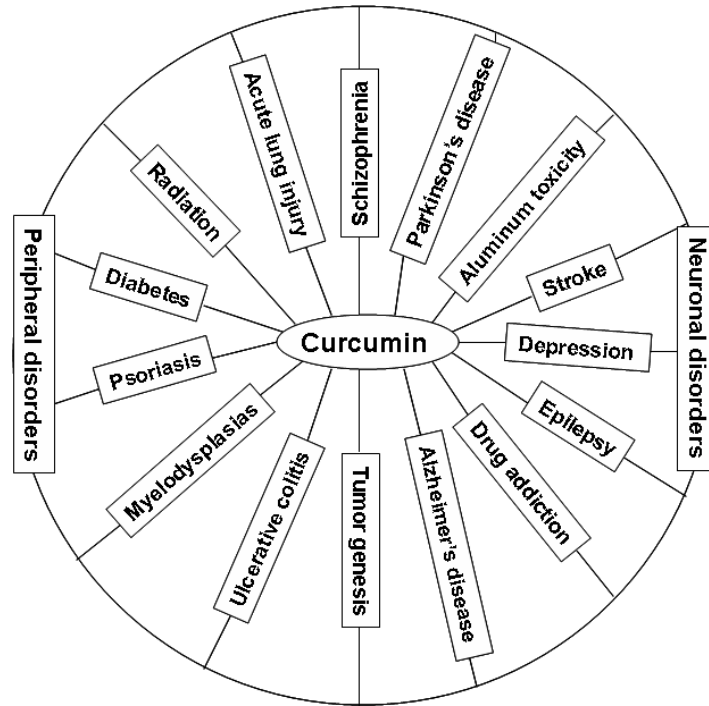 Schizophrenia
Parkinson's disease
Aluminum toxicity
Stroke
Depression
Epilepsy
Drug addiction
Alzheimer's disease
Tumor genesis
Ulcerative colitis
Myelodysplasias
Psoriasis
Diabetes
Radiation
Acute lung injury
Curcumin
Peripheral disorders
Neuronal disorders